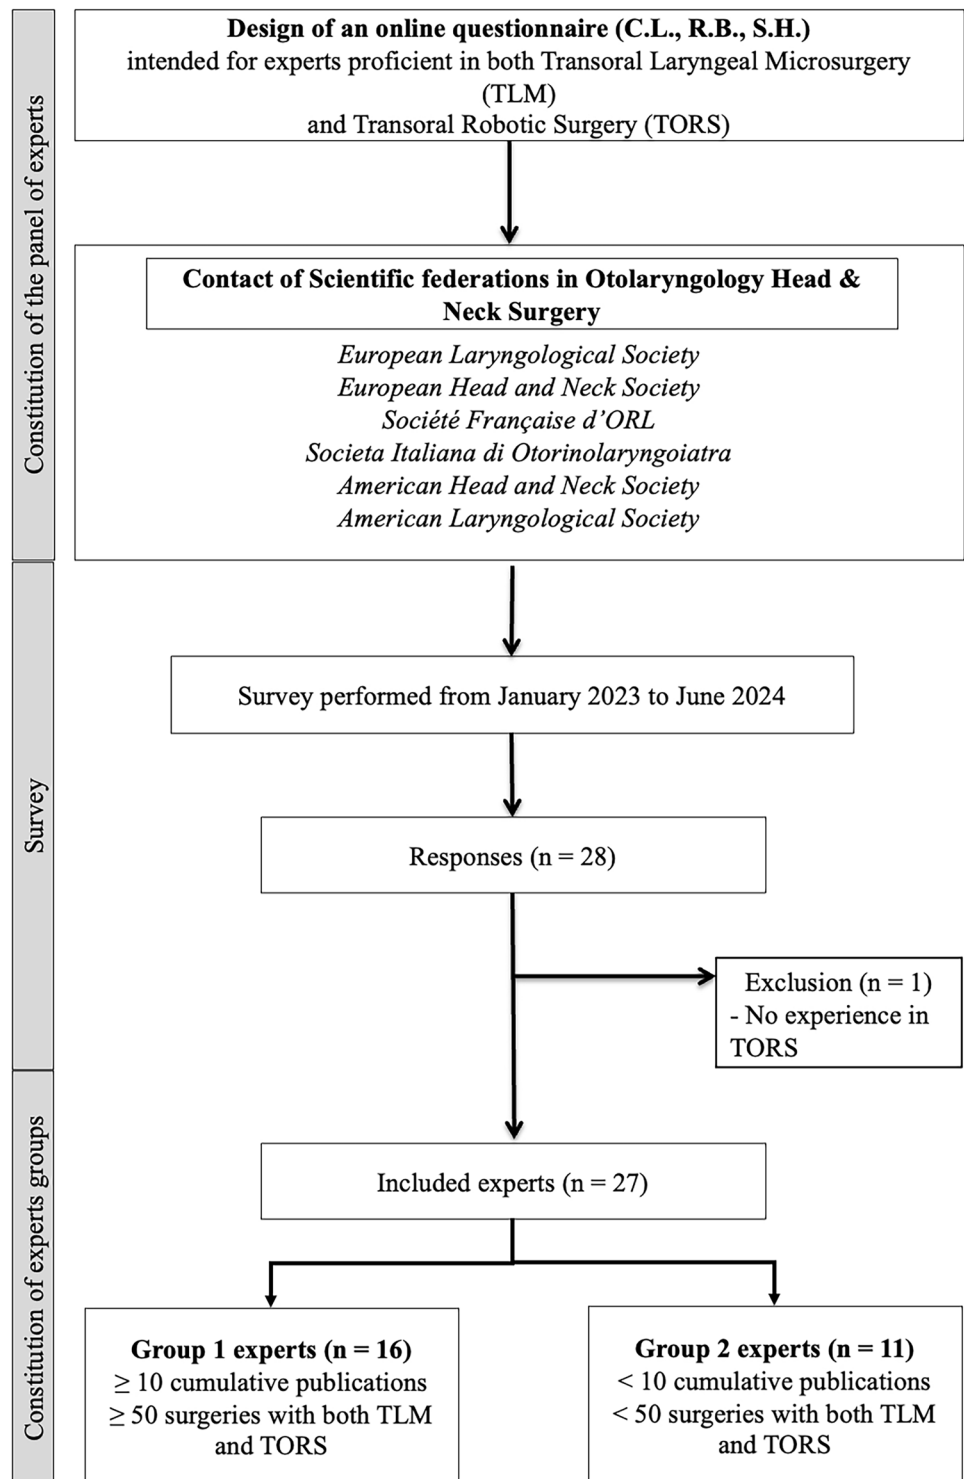 Constitution of the panel of experts
Design of an online questionnaire (C.L., R.B., S.H.)
intended for experts proficient in both Transoral Laryngeal Microsurgery
(TLM)
and Transoral Robotic Surgery (TORS)
Contact of Scientific federations in Otolaryngology Head &
Neck Surgery
European Laryngological Society
European Head and Neck Society
Société Française d’ORL
Societa Italiana di Otorinolaryngoiatra
American Head and Neck Society
American Laryngological Society
Survey
Survey performed from January 2023 to June 2024
Responses (n = 28)
Exclusion (n = 1)
- No experience in
TORS
Constitution of experts groups
Included experts (n = 27)
Group 1 experts (n = 16)
≥ 10 cumulative publications
≥ 50 surgeries with both TLM
and TORS
Group 2 experts (n = 11)
< 10 cumulative publications
< 50 surgeries with both TLM
and TORS